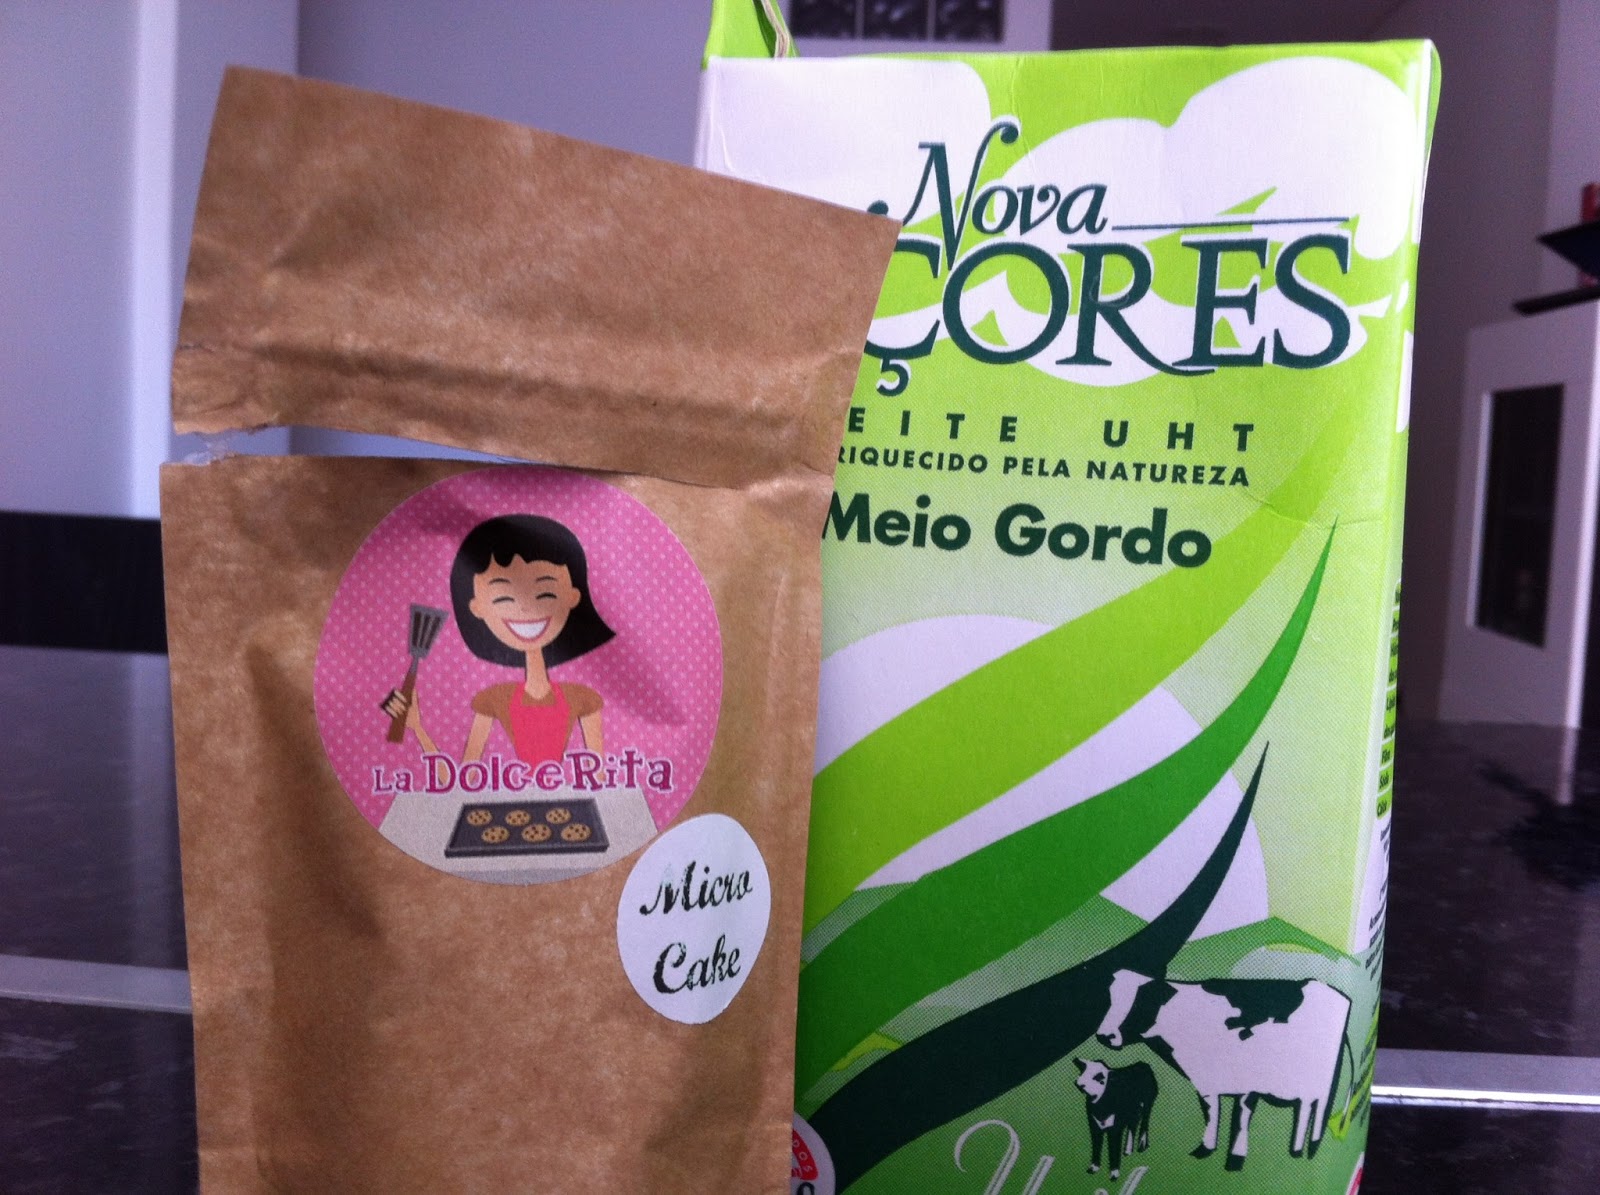 La DolceRita
Micro
Cake
Nova
ÇORES
EITE UHT
RIQUECIDO PELA NATUREZA
Meio Gordo